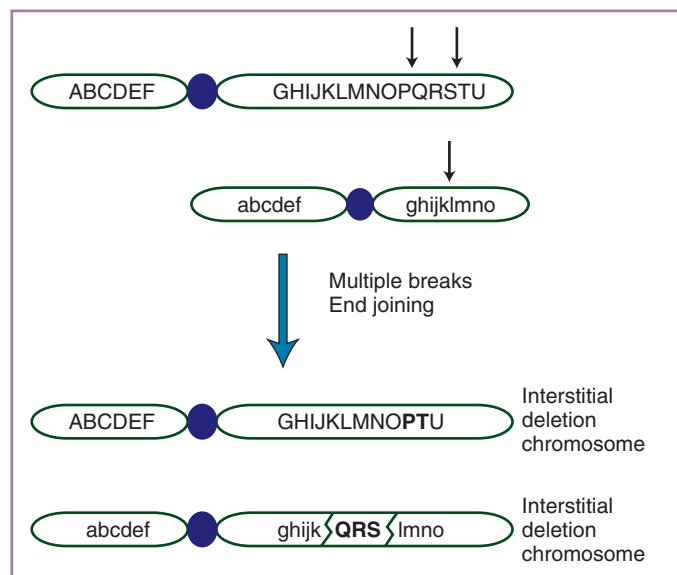 ABCDEF GHIJKLMNOPQRSTU
abcdef ghijklmno
Multiple breaks
End joining
ABCDEF GHIJKLMNOPTU
Interstitial
deletion
chromosome
abcdef ghijk QRS lmno
Interstitial
deletion
chromosome